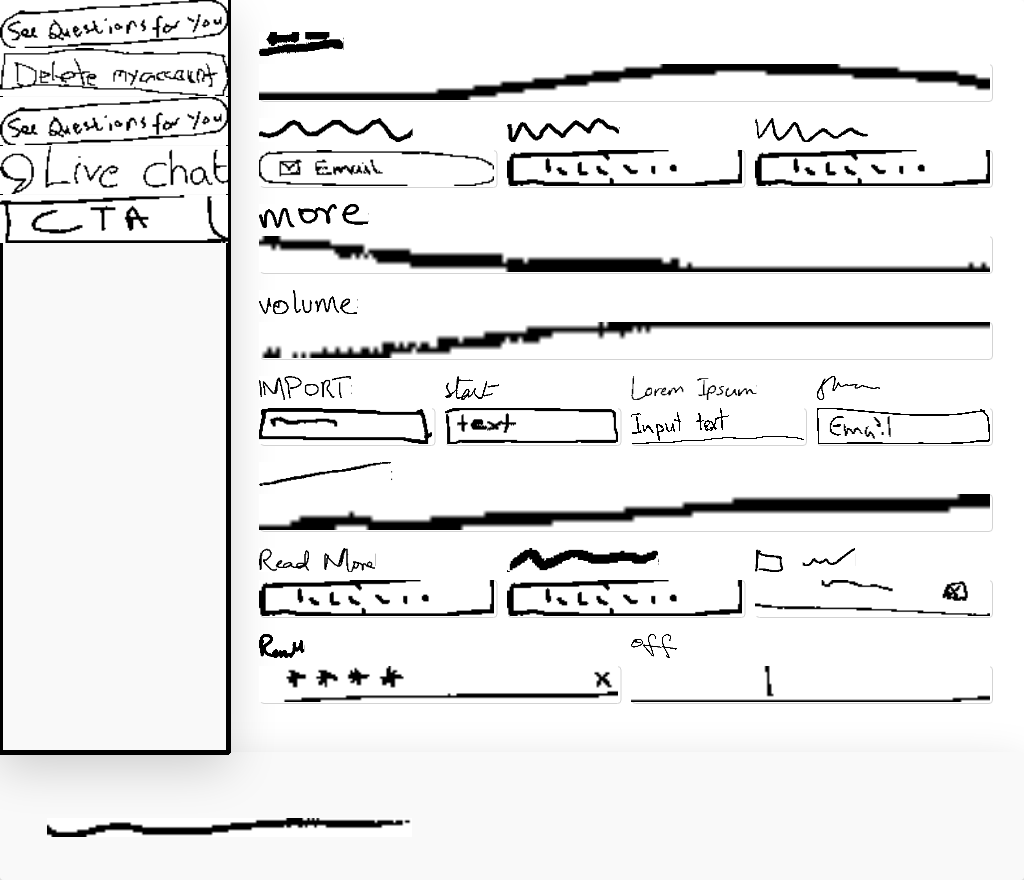 See Questions for You
Delete my account
See Questions for You
Live chat
CTA
Email
more
volume
IMPORT start Lorem Ipsum
text Input text Email
Read More
off
* * * * x